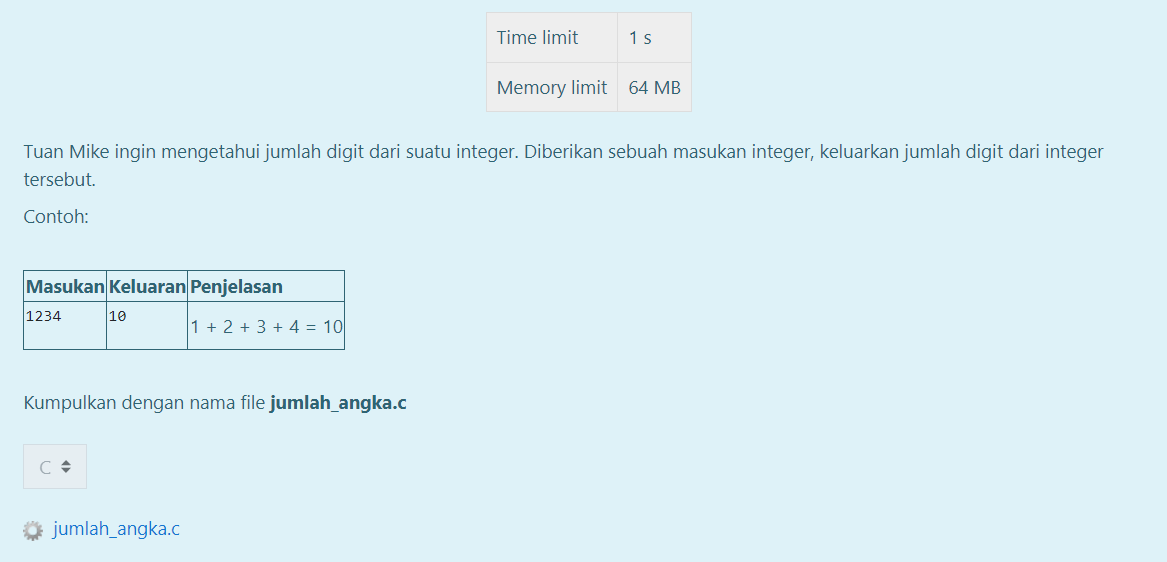 Time limit 1 s
Memory limit 64 MB
Tuan Mike ingin mengetahui jumlah digit dari suatu integer. Diberikan sebuah masukan integer, keluarkan jumlah digit dari integer
tersebut.
Contoh:
Masukan Keluaran Penjelasan
1234 10 1 + 2 + 3 + 4 = 10
Kumpulkan dengan nama file jumlah_angka.c
C
jumlah_angka.c